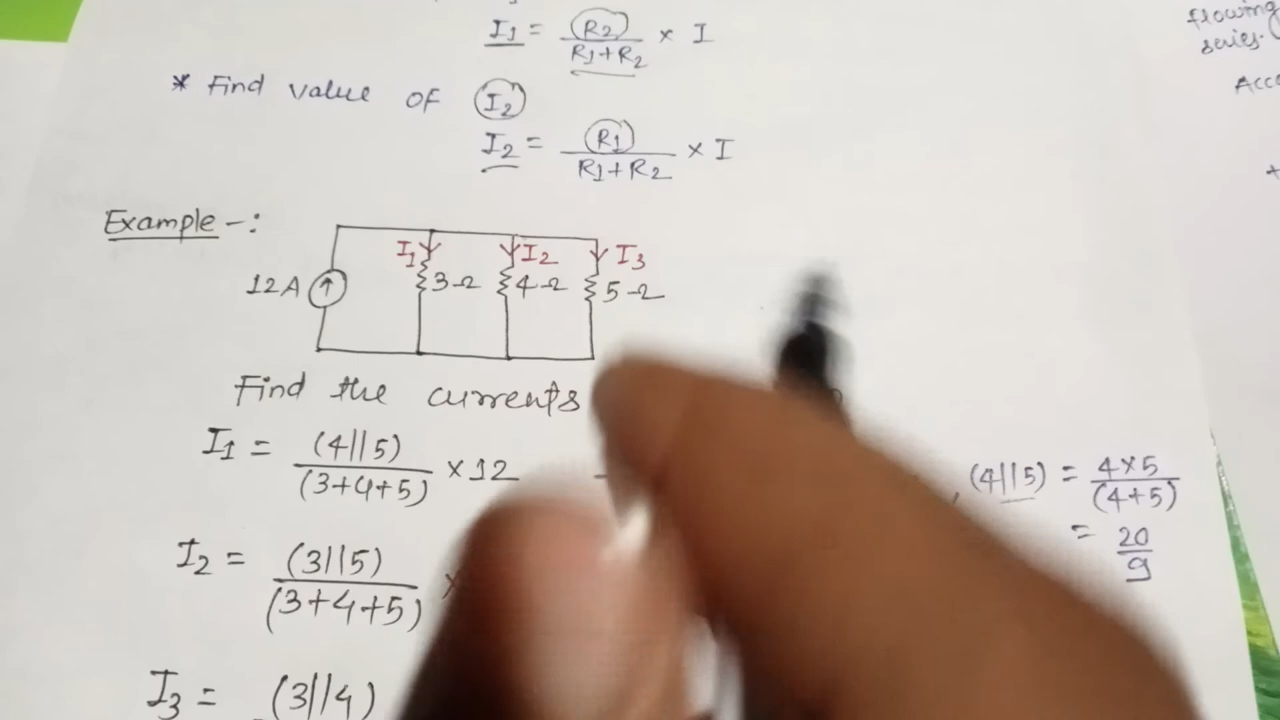 I1 = R2 / R1+R2 × I
* Find value OF I2
I2 = R1 / R1+R2 × I
Example -:
12A I1 3Ω I2 4Ω I3 5Ω
Find the currents
I1 = (4||5) / (3+4+5) × 12
, (4||5) = 4×5 / (4+5)
= 20 / 9
I2 = (3||5) / (3+4+5) ×
I3 = (3||4)
flowing
series.